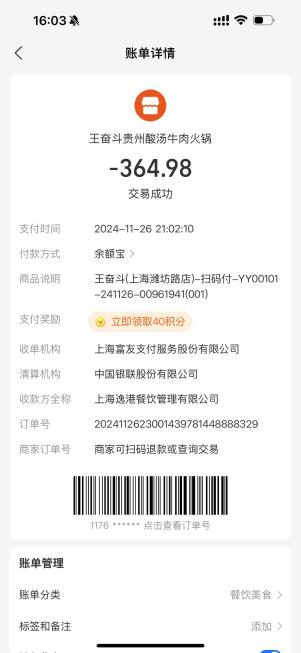 16:03
账单详情
王奋斗贵州酸汤牛肉火锅
-364.98
交易成功
支付时间 2024-11-26 21:02:10
付款方式 余额宝
商品说明 王奋斗(上海潍坊路店)-扫码付-YY00101
-241126-00961941(001)
支付奖励 立即领取40积分
收单机构 上海富友支付服务股份有限公司
清算机构 中国银联股份有限公司
收款方全称 上海逸港餐饮管理有限公司
订单号 2024112623001439781448888329
商家订单号 商家可扫码退款或查询交易
1176 ****** 点击查看订单号
账单管理
账单分类 餐饮美食
标签和备注 添加